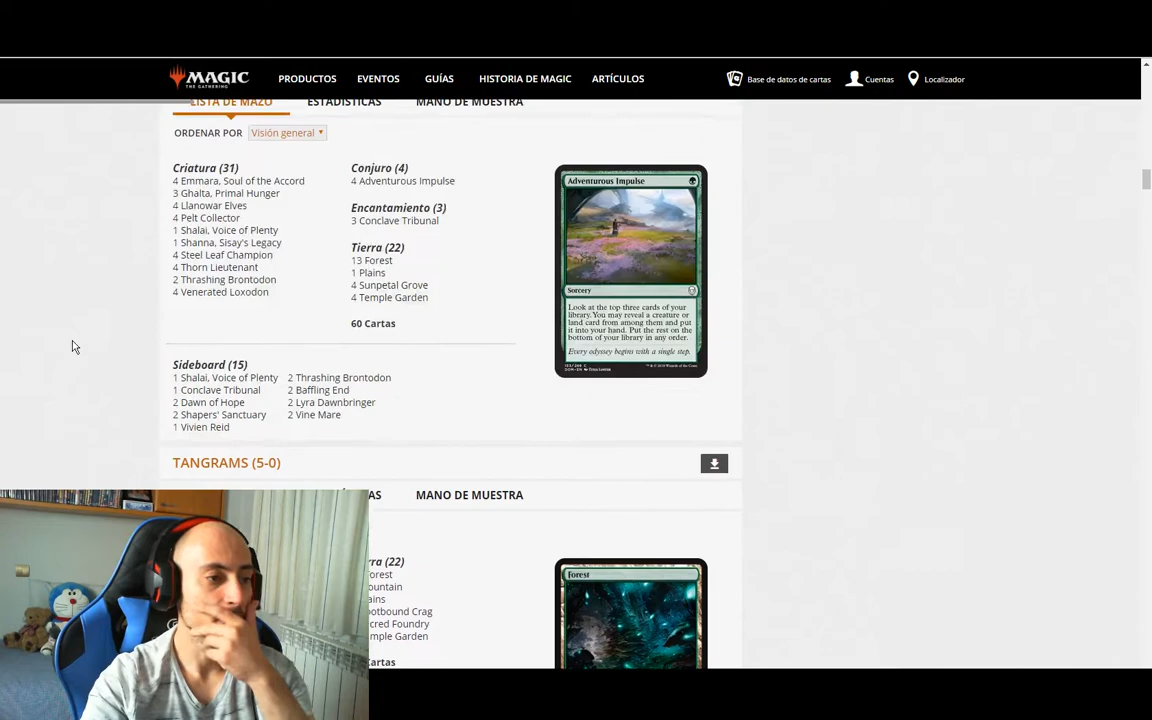 MAGIC
THE GATHERING
PRODUCTOS
EVENTOS
GUÍAS
HISTORIA DE MAGIC
ARTÍCULOS
Base de datos de cartas
Cuentas
Localizador
LISTA DE MAZO
ESTADÍSTICAS
MANO DE MUESTRA
ORDENAR POR
Visión general
Criatura (31)
4 Emmara, Soul of the Accord
3 Ghalta, Primal Hunger
4 Llanowar Elves
4 Pelt Collector
1 Shalai, Voice of Plenty
1 Shanna, Sisay's Legacy
4 Steel Leaf Champion
4 Thorn Lieutenant
2 Thrashing Brontodon
4 Venerated Loxodon
Conjuro (4)
4 Adventurous Impulse
Encantamiento (3)
3 Conclave Tribunal
Tierra (22)
13 Forest
1 Plains
4 Sunpetal Grove
4 Temple Garden
60 Cartas
Adventurous Impulse
Sorcery
Look at the top three cards of your
library. You may reveal a creature or
land card from among them and put
it into your hand. Put the rest on the
bottom of your library in any order.
Every odyssey begins with a single step.
Sideboard (15)
1 Shalai, Voice of Plenty
1 Conclave Tribunal
2 Dawn of Hope
2 Shapers' Sanctuary
1 Vivien Reid
2 Thrashing Brontodon
2 Baffling End
2 Lyra Dawnbringer
2 Vine Mare
TANGRAMS (5-0)
MANO DE MUESTRA
Forest